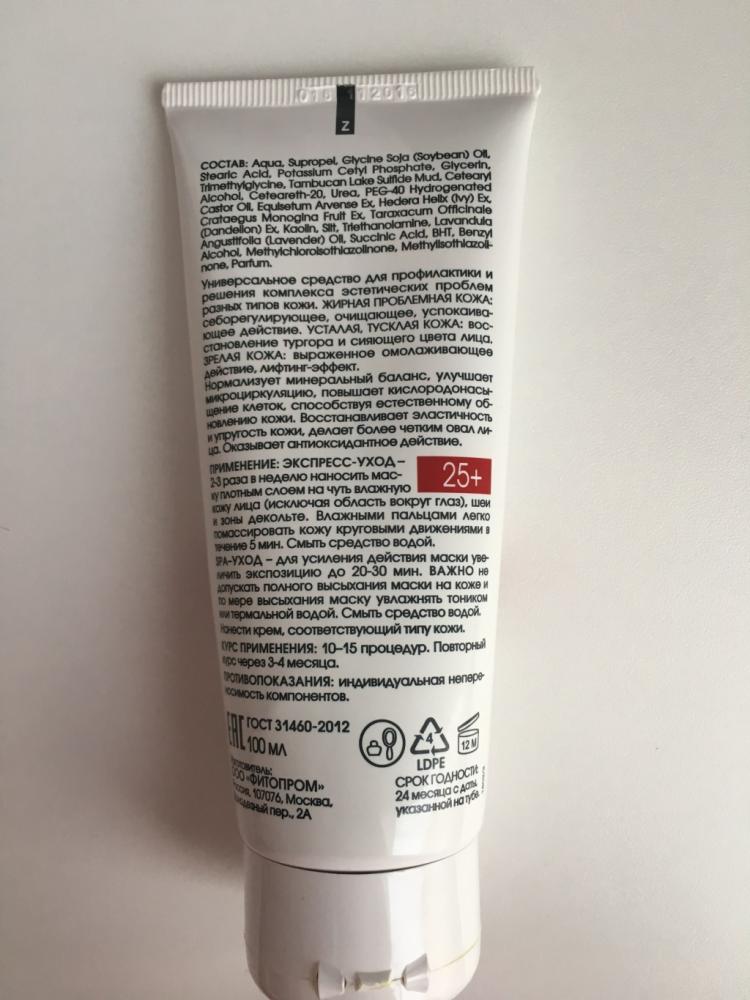 Z
СОСТАВ: Aqua, Supropel, Glycine Soja (Soybean) Oil,
Stearic Acid, Potassium Cetyl Phosphate, Glycerin,
Trimethylglycine, Tambucan Lake Sulfide Mud, Cetearyl
Alcohol, Ceteareth-20, Urea, PEG-40 Hydrogenated
Castor Oil, Equisetum Arvense Ex, Hedera Helix (Ivy) Ex,
Crataegus Monogina Fruit Ex, Taraxacum Officinale
(Dandelion) Ex, Kaolin, Silt, Triethanolamine, Lavandula
Angustifolia (Lavender) Oil, Succinic Acid, BHT, Benzyl
Alcohol, Methylchloroisothiazolinone, Methylisothiazoli-
none, Parfum.
Универсальное средство для профилактики и
решения комплекса эстетических проблем
разных типов кожи. ЖИРНАЯ ПРОБЛЕМНАЯ КОЖА:
себорегулирующее, очищающее, успокаива-
ющее действие. УСТАЛАЯ, ТУСКЛАЯ КОЖА: вос-
становление тургора и сияющего цвета лица.
ЗРЕЛАЯ КОЖА: выраженное омолаживающее
действие, лифтинг-эффект.
Нормализует минеральный баланс, улучшает
микроциркуляцию, повышает кислородонасы-
щение клеток, способствуя естественному об-
новлению кожи. Восстанавливает эластичность
и упругость кожи, делает более четким овал ли-
ца. Оказывает антиоксидантное действие.
ПРИМЕНЕНИЕ: ЭКСПРЕСС-УХОД –
2-3 раза в неделю наносить мас-
ку плотным слоем на чуть влажную
25+
кожу лица (исключая область вокруг глаз), шеи
и зоны декольте. Влажными пальцами легко
помассировать кожу круговыми движениями в
течение 5 мин. Смыть средство водой.
SPA-УХОД – для усиления действия маски уве-
личить экспозицию до 20-30 мин. ВАЖНО не
допускать полного высыхания маски на коже и
по мере высыхания маску увлажнять тоником
или термальной водой. Смыть средство водой.
Нанести крем, соответствующий типу кожи.
КУРС ПРИМЕНЕНИЯ: 10–15 процедур. Повторный
курс через 3-4 месяца.
ПРОТИВОПОКАЗАНИЯ: индивидуальная непере-
носимость компонентов.
ЕАС ГОСТ 31460-2012
100 МЛ
4
LDPE
12 M
Изготовитель:
ООО «ФИТОПРОМ»
Россия, 107076, Москва,
пер., 2А
СРОК ГОДНОСТИ:
24 месяца с даты,
указанной на тубе.